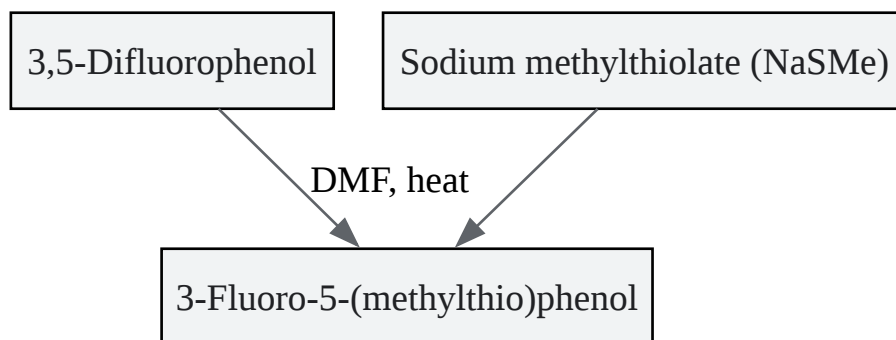 3,5-Difluorophenol
Sodium methylthiolate (NaSMe)
DMF, heat
3-Fluoro-5-(methylthio)phenol